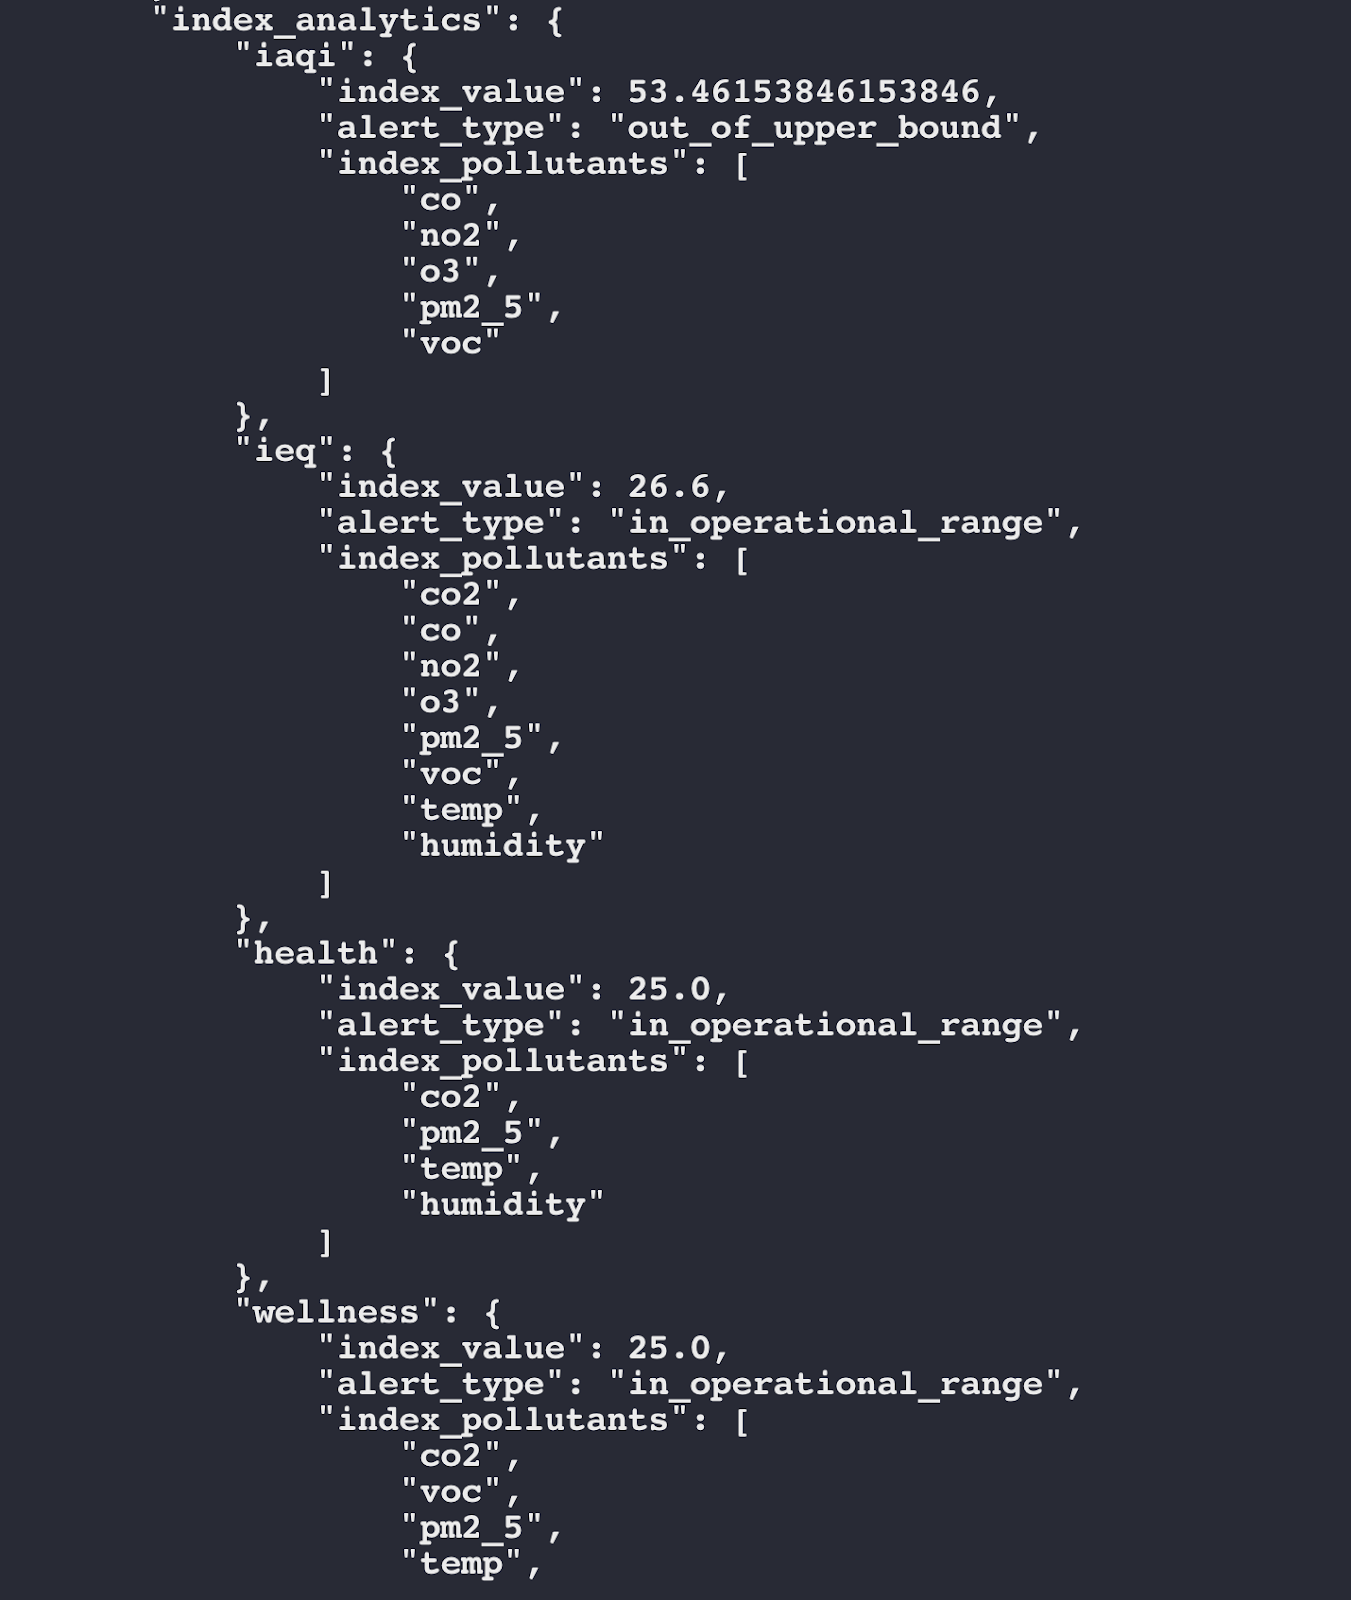 "index_analytics": {
"iaqi": {
"index_value": 53.46153846153846,
"alert_type": "out_of_upper_bound",
"index_pollutants": [
"co",
"no2",
"o3",
"pm2_5",
"voc"
]
},
"ieq": {
"index_value": 26.6,
"alert_type": "in_operational_range",
"index_pollutants": [
"co2",
"co",
"no2",
"o3",
"pm2_5",
"voc",
"temp",
"humidity"
]
},
"health": {
"index_value": 25.0,
"alert_type": "in_operational_range",
"index_pollutants": [
"co2",
"pm2_5",
"temp",
"humidity"
]
},
"wellness": {
"index_value": 25.0,
"alert_type": "in_operational_range",
"index_pollutants": [
"co2",
"voc",
"pm2_5",
"temp",